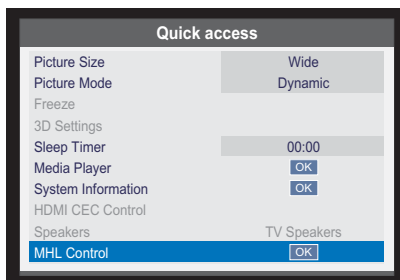 Quick access
Picture Size Wide
Picture Mode Dynamic
Freeze
3D Settings
Sleep Timer 00:00
Media Player OK
System Information OK
HDMI CEC Control
Speakers TV Speakers
MHL Control OK